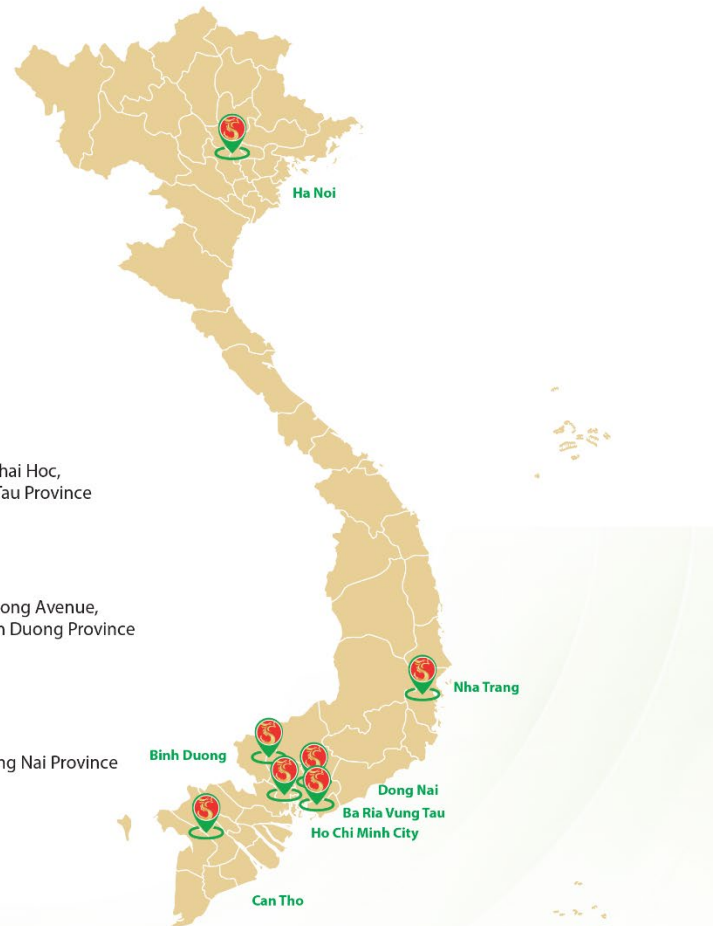 Ha Noi
hai Hoc,
Tau Province
ong Avenue,
h Duong Province
Nha Trang
Binh Duong
ng Nai Province
Dong Nai
Ba Ria Vung Tau
Ho Chi Minh City
Can Tho